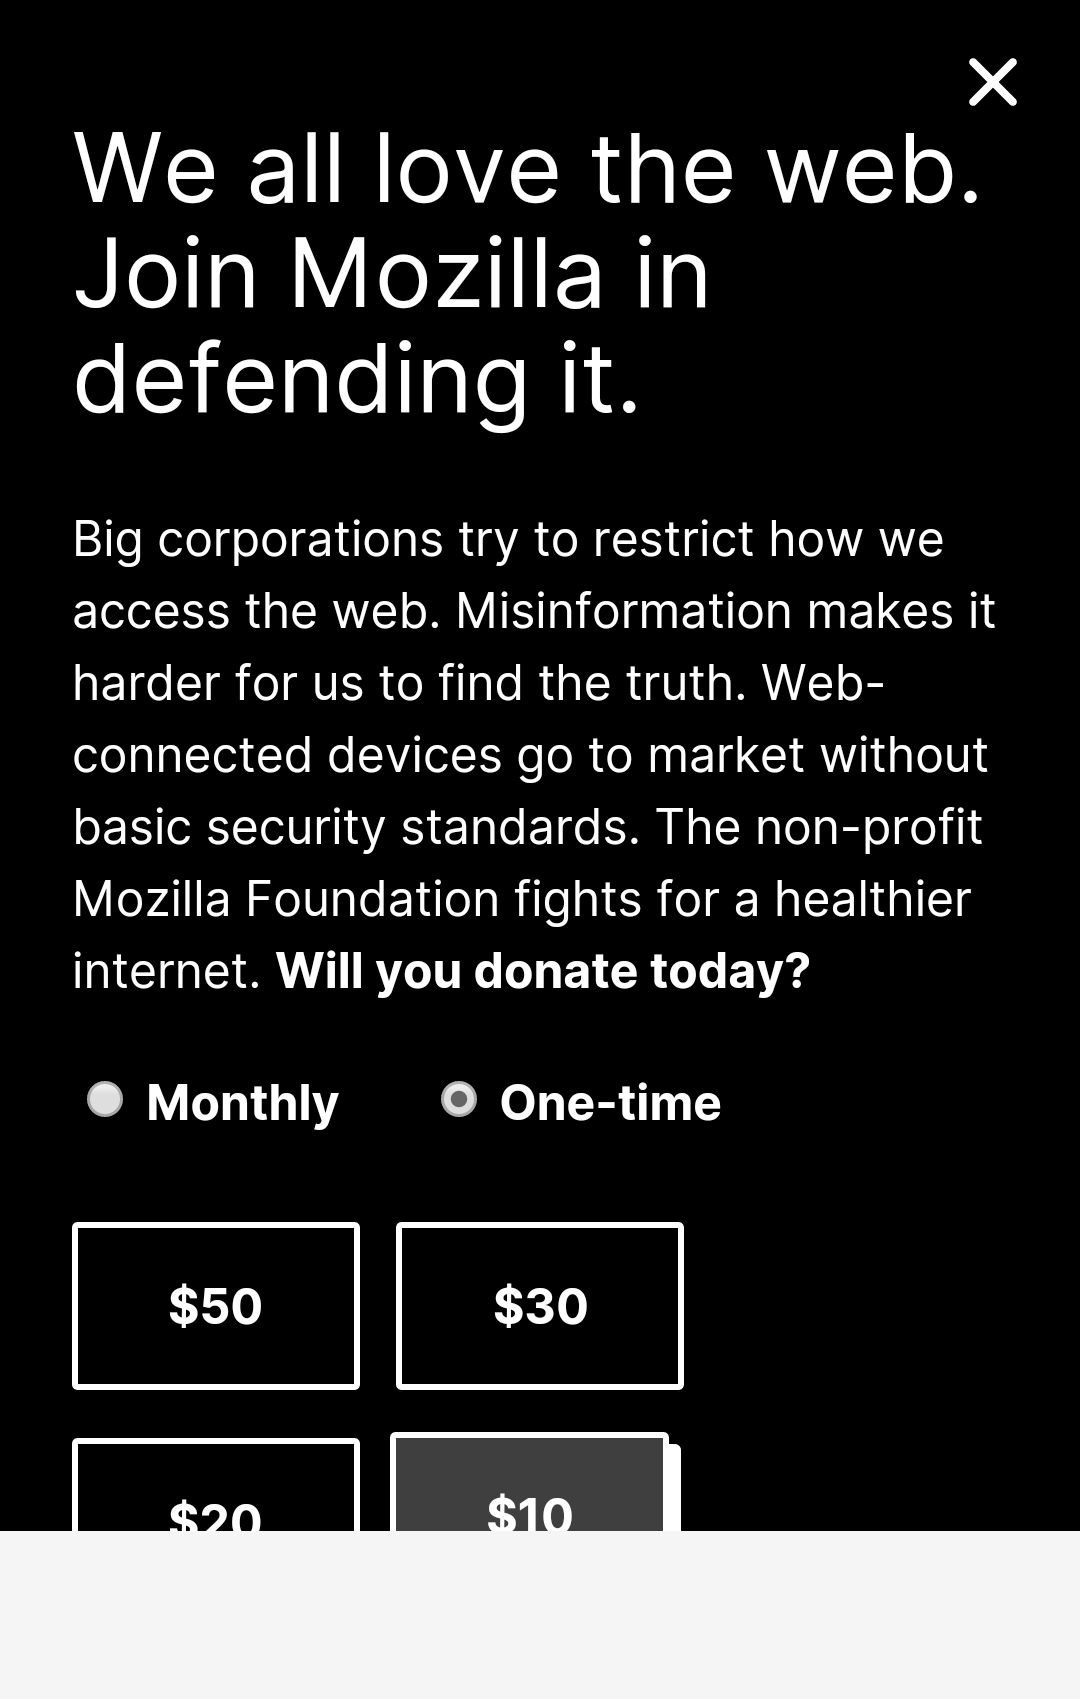 We all love the web.
Join Mozilla in
defending it.
Big corporations try to restrict how we
access the web. Misinformation makes it
harder for us to find the truth. Web-
connected devices go to market without
basic security standards. The non-profit
Mozilla Foundation fights for a healthier
internet. Will you donate today?
Monthly One-time
$50 $30
$20 $10